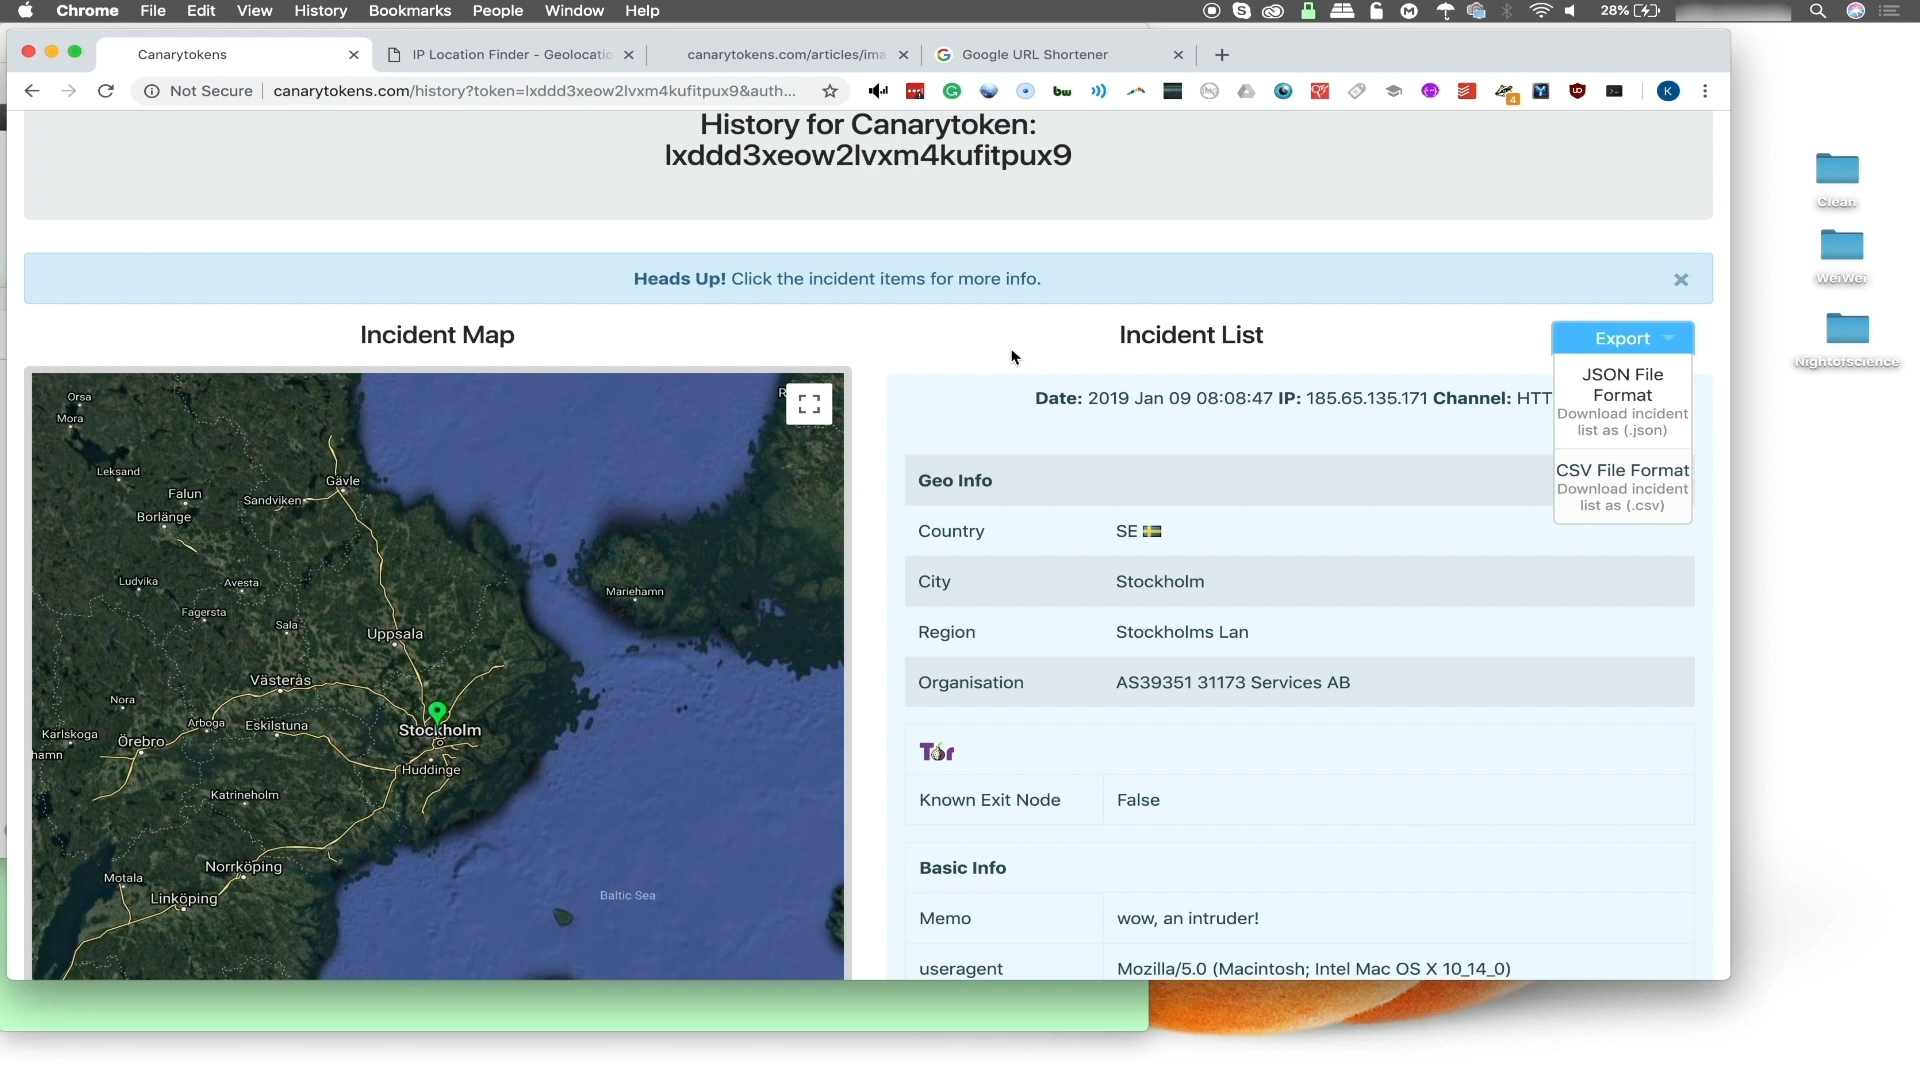 Chrome File Edit View History Bookmarks People Window Help
28%
Canarytokens
IP Location Finder - Geolocatic
canarytokens.com/articles/ima
Google URL Shortener
Not Secure
canarytokens.com/history?token=lxddd3xeow2lvxm4kufitpux9&auth...
bw
4
K
History for Canarytoken:
lxddd3xeow2lvxm4kufitpux9
Heads Up! Click the incident items for more info.
Incident Map
Orsa
Mora
Leksand
Falun
Borlänge
Sandviken
Gävle
Ludvika
Avesta
Fagersta
Sala
Uppsala
Mariehamn
Västerås
Nora
Arboga
Eskilstuna
Stockholm
Karlskoga
Örebro
hamn
Huddinge
Katrineholm
Norrköping
Motala
Linköping
Baltic Sea
Incident List
Export
JSON File
Format
Download incident
list as (.json)
CSV File Format
Download incident
list as (.csv)
Date: 2019 Jan 09 08:08:47 IP: 185.65.135.171 Channel: HTT
Geo Info
Country SE
City Stockholm
Region Stockholms Lan
Organisation AS39351 31173 Services AB
Tor
Known Exit Node False
Basic Info
Memo wow, an intruder!
useragent Mozilla/5.0 (Macintosh; Intel Mac OS X 10_14_0)
Clean
WeiWei
Nightofscience